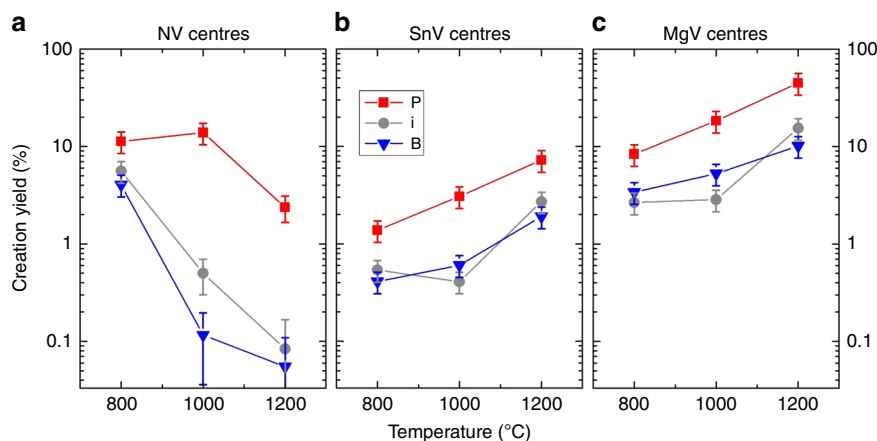 a NV centres
b SnV centres
c MgV centres
100
10
1
0.1
Creation yield (%)
P
i
B
100
10
1
0.1
800 1000 1200
800 1000 1200
800 1000 1200
Temperature (°C)